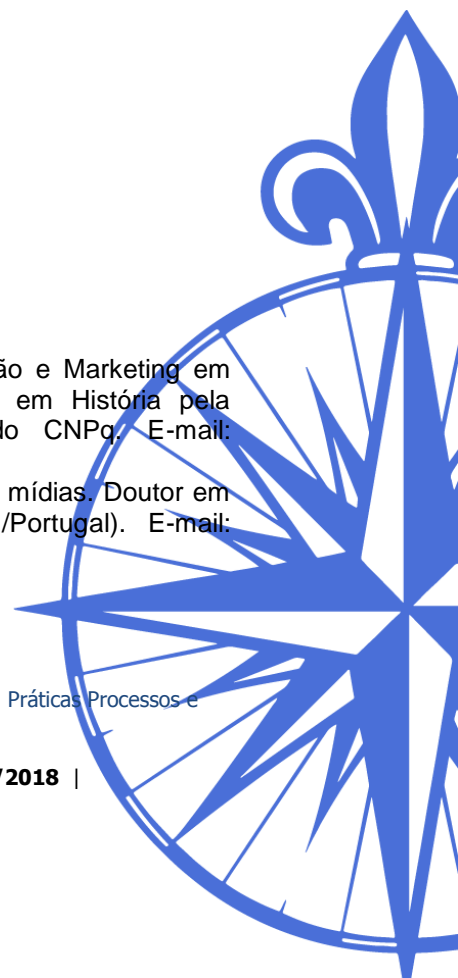 ão e Marketing em
em História pela
do CNPq. E-mail:
mídias. Doutor em
/Portugal). E-mail:
Práticas Processos e
/2018 |